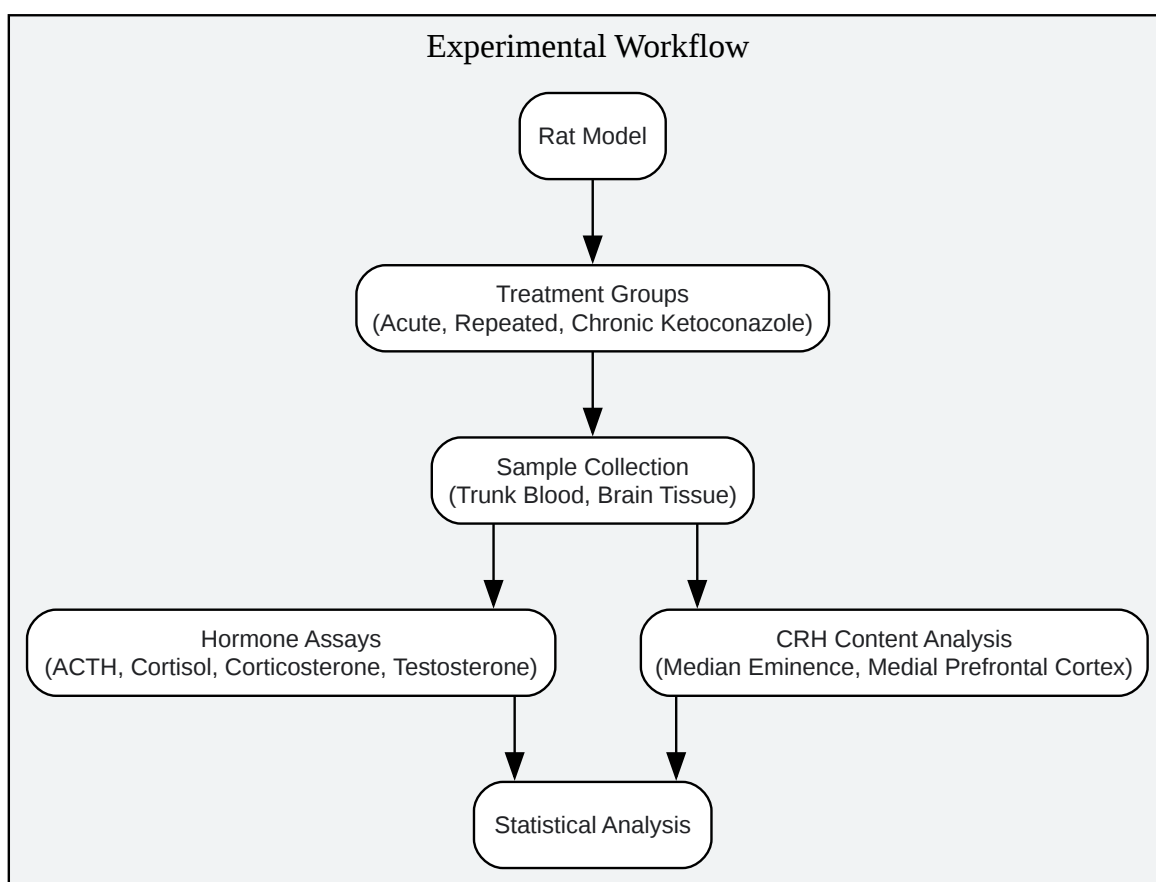 Experimental Workflow
Rat Model
Treatment Groups
(Acute, Repeated, Chronic Ketoconazole)
Sample Collection
(Trunk Blood, Brain Tissue)
Hormone Assays
(ACTH, Cortisol, Corticosterone, Testosterone)
CRH Content Analysis
(Median Eminence, Medial Prefrontal Cortex)
Statistical Analysis